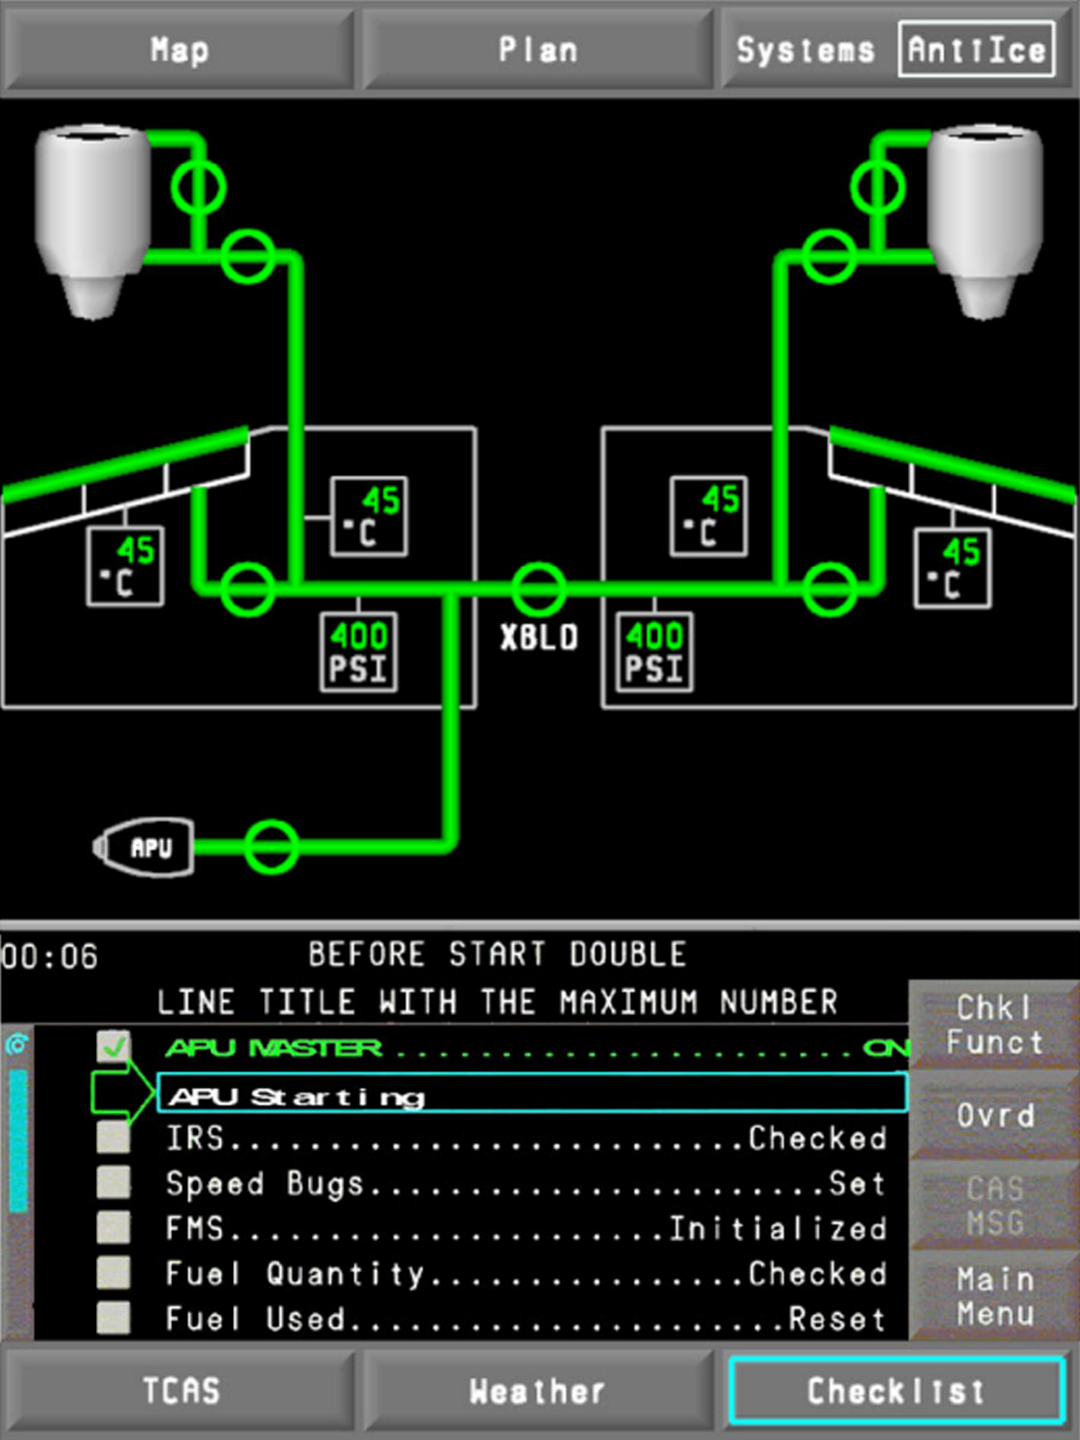 Map Plan Systems AntiIce
45 °C 45 °C
45 °C 45 °C
400 PSI XBLD 400 PSI
APU
00:06 BEFORE START DOUBLE
LINE TITLE WITH THE MAXIMUM NUMBER
APU MASTER.......................ON
APU Starting
IRS..........................Checked
Speed Bugs.......................Set
FMS......................Initialized
Fuel Quantity................Checked
Fuel Used......................Reset
Chkl
Funct
Ovrd
CAS
MSG
Main
Menu
TCAS Weather Checklist